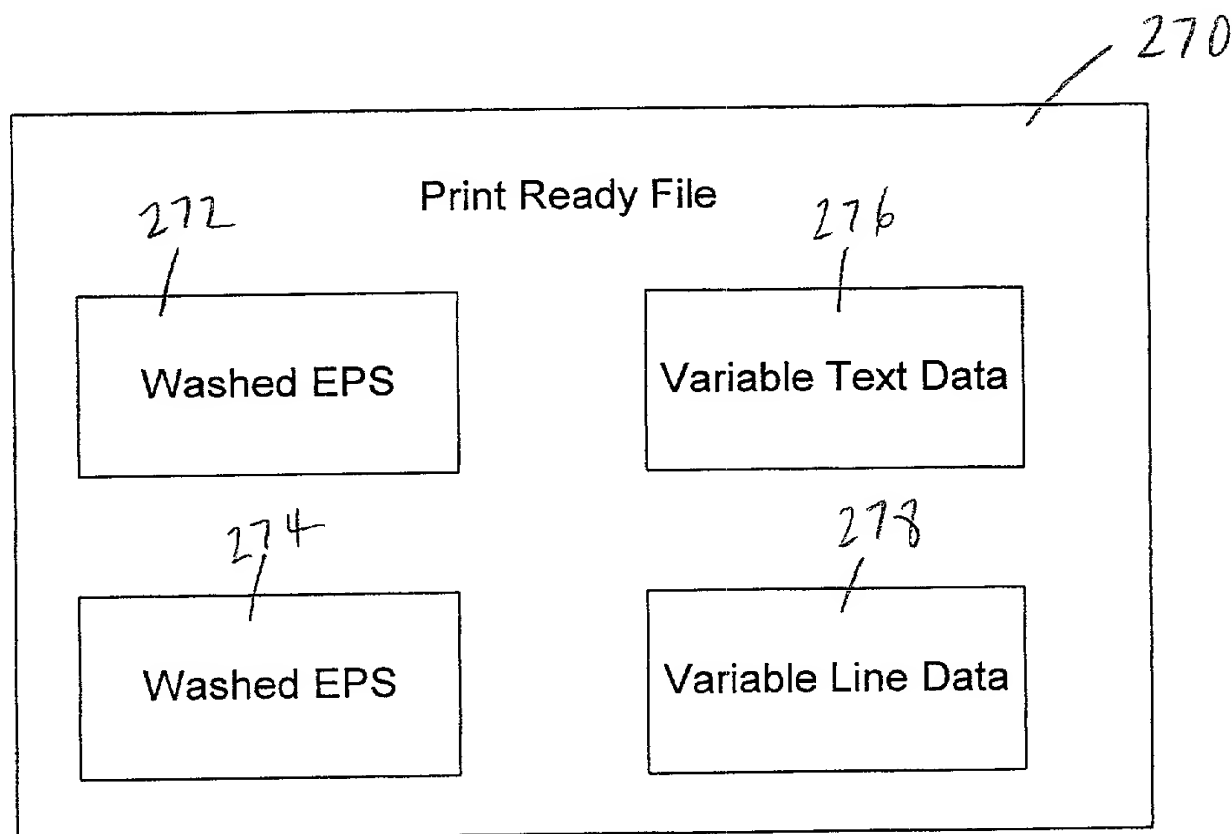 270
Print Ready File
272
276
Washed EPS
Variable Text Data
274
278
Washed EPS
Variable Line Data